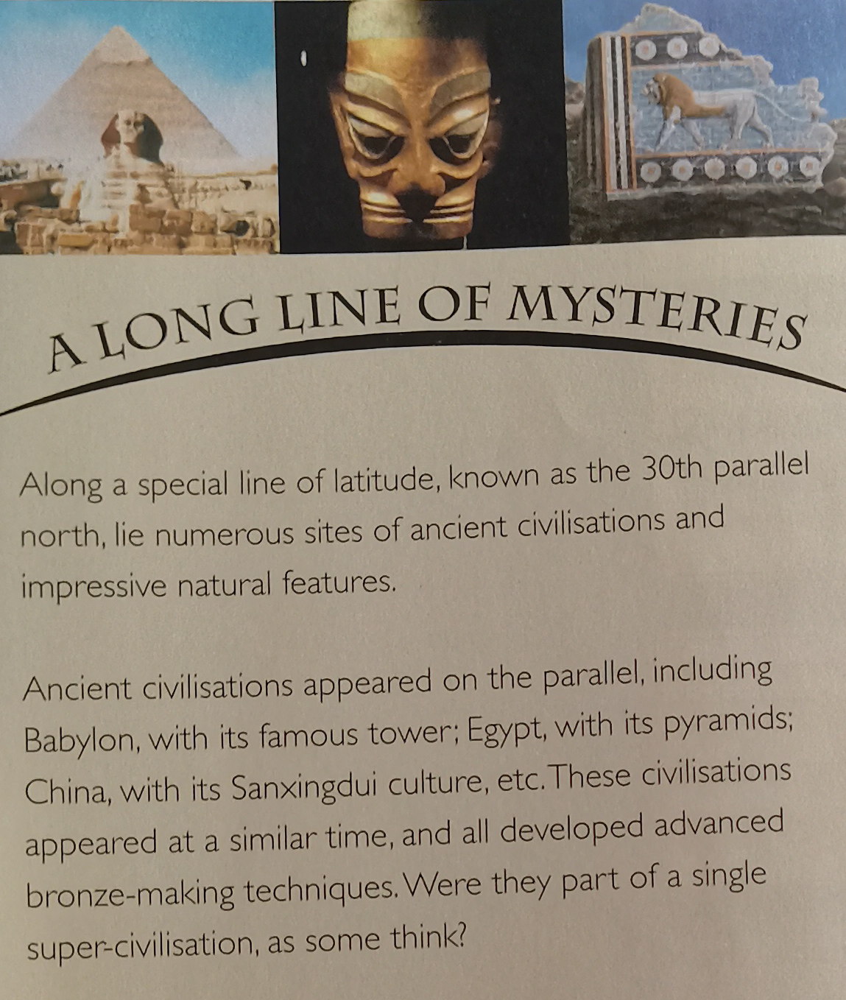 A LONG LINE OF MYSTERIES
Along a special line of latitude, known as the 30th parallel
north, lie numerous sites of ancient civilisations and
impressive natural features.
Ancient civilisations appeared on the parallel, including
Babylon, with its famous tower; Egypt, with its pyramids;
China, with its Sanxingdui culture, etc. These civilisations
appeared at a similar time, and all developed advanced
bronze-making techniques. Were they part of a single
super-civilisation, as some think?